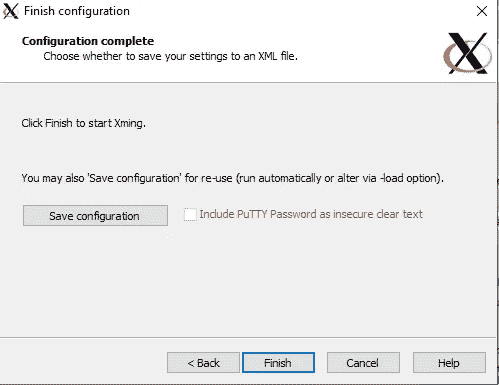 Finish configuration
Configuration complete
Choose whether to save your settings to an XML file.
Click Finish to start Xming.
You may also 'Save configuration' for re-use (run automatically or alter via -load option).
Save configuration
Include PuTTY Password as insecure clear text
< Back
Finish
Cancel
Help